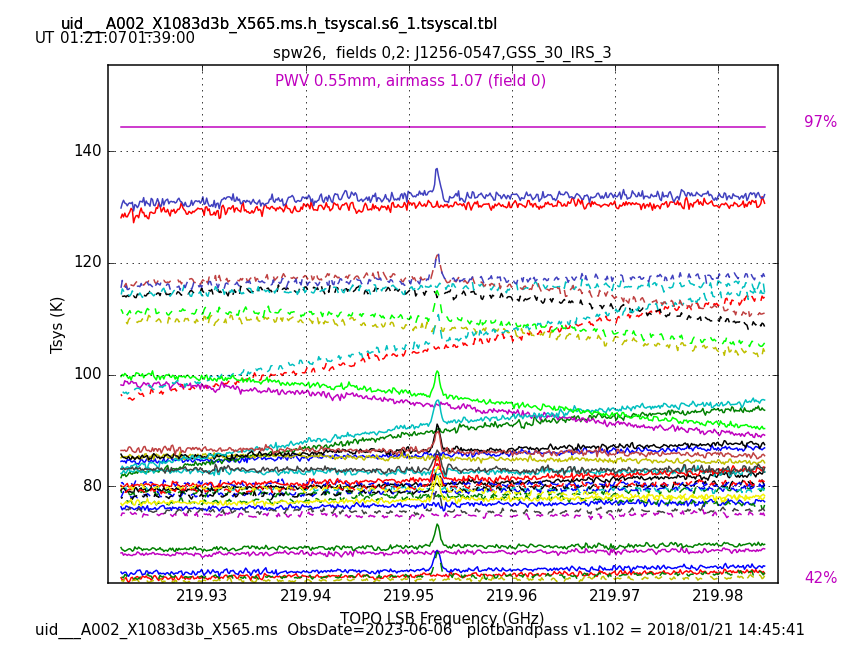 uid___A002_X1083d3b_X565.ms.h_tsyscal.s6_1.tsyscal.tbl
UT 01:21:0701:39:00
spw26,  fields 0,2: J1256-0547,GSS_30_IRS_3
PWV 0.55mm, airmass 1.07 (field 0)
97%
140
120
100
80
Tsys (K)
42%
219.93 219.94 219.95 219.96 219.97 219.98
TOPO LSB Frequency (GHz)
uid___A002_X1083d3b_X565.ms  ObsDate=2023-06-06   plotbandpass v1.102 = 2018/01/21 14:45:41